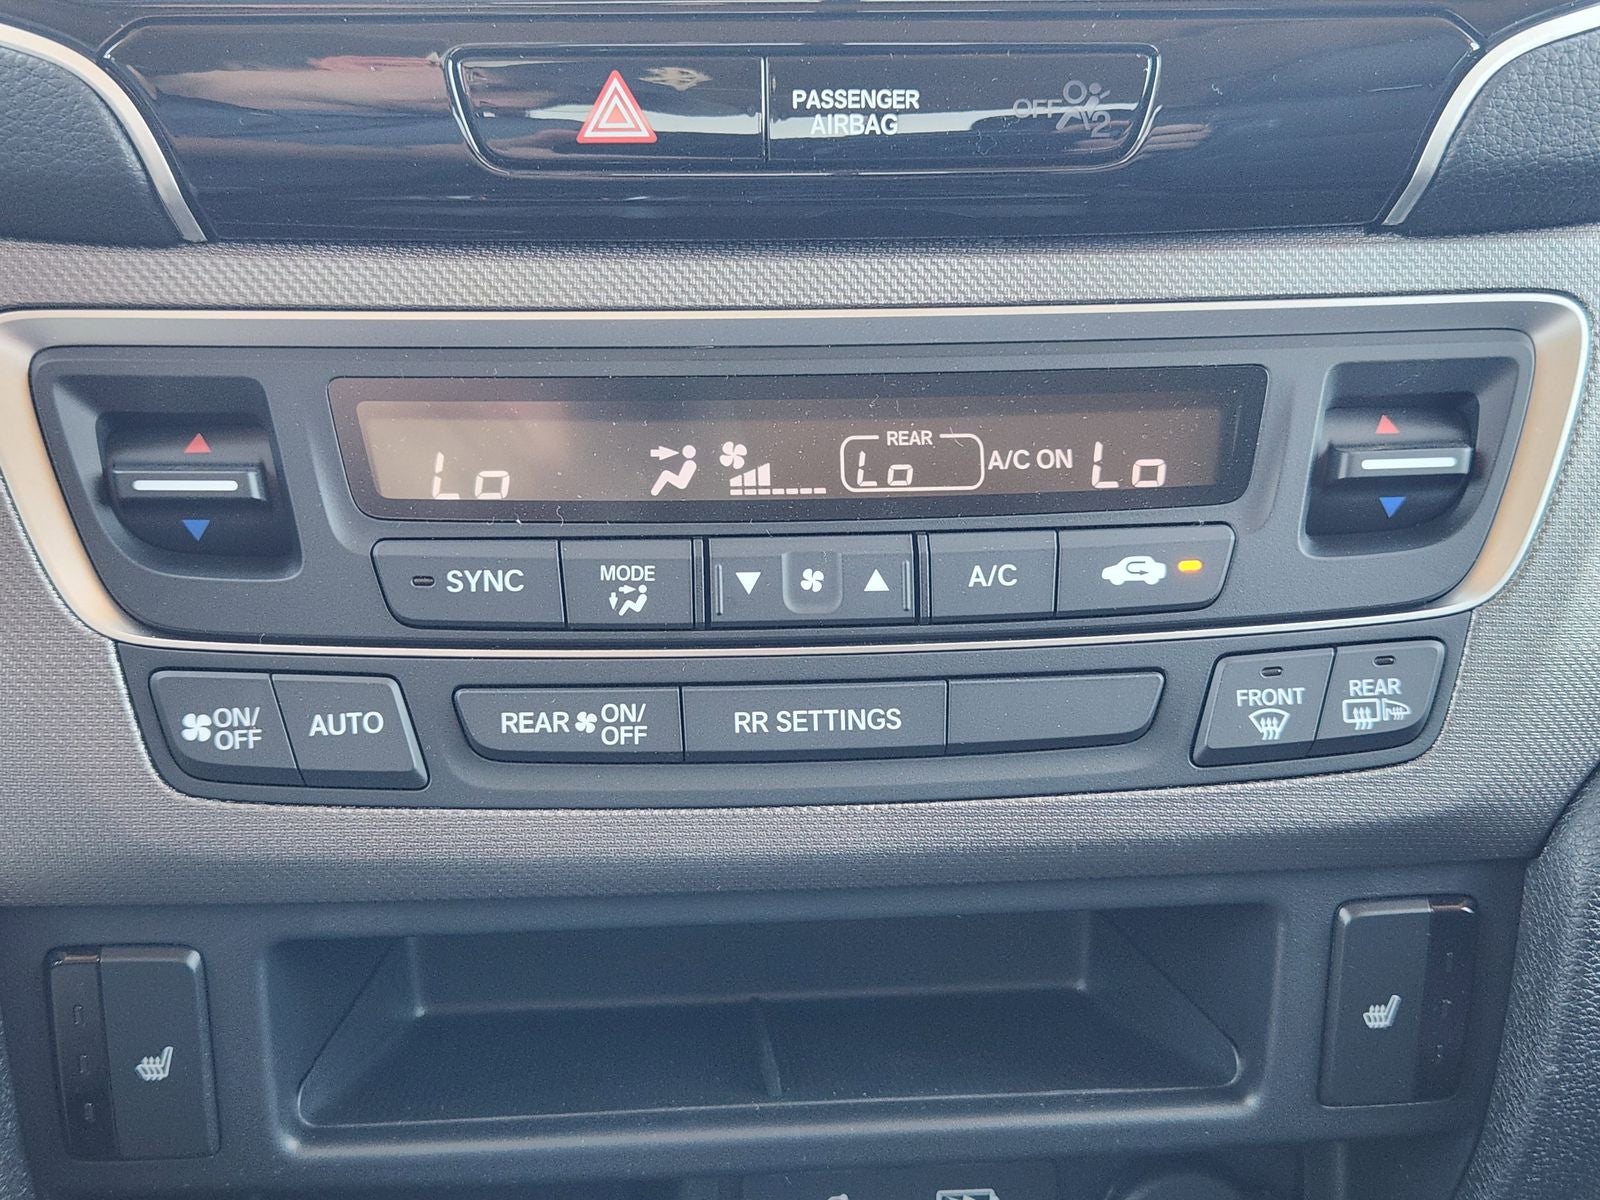 PASSENGER
AIRBAG
OFF
2
REAR
Lo
Lo
A/C ON
Lo
SYNC
MODE
A/C
ON/
OFF
AUTO
REAR
ON/
OFF
RR SETTINGS
FRONT
REAR